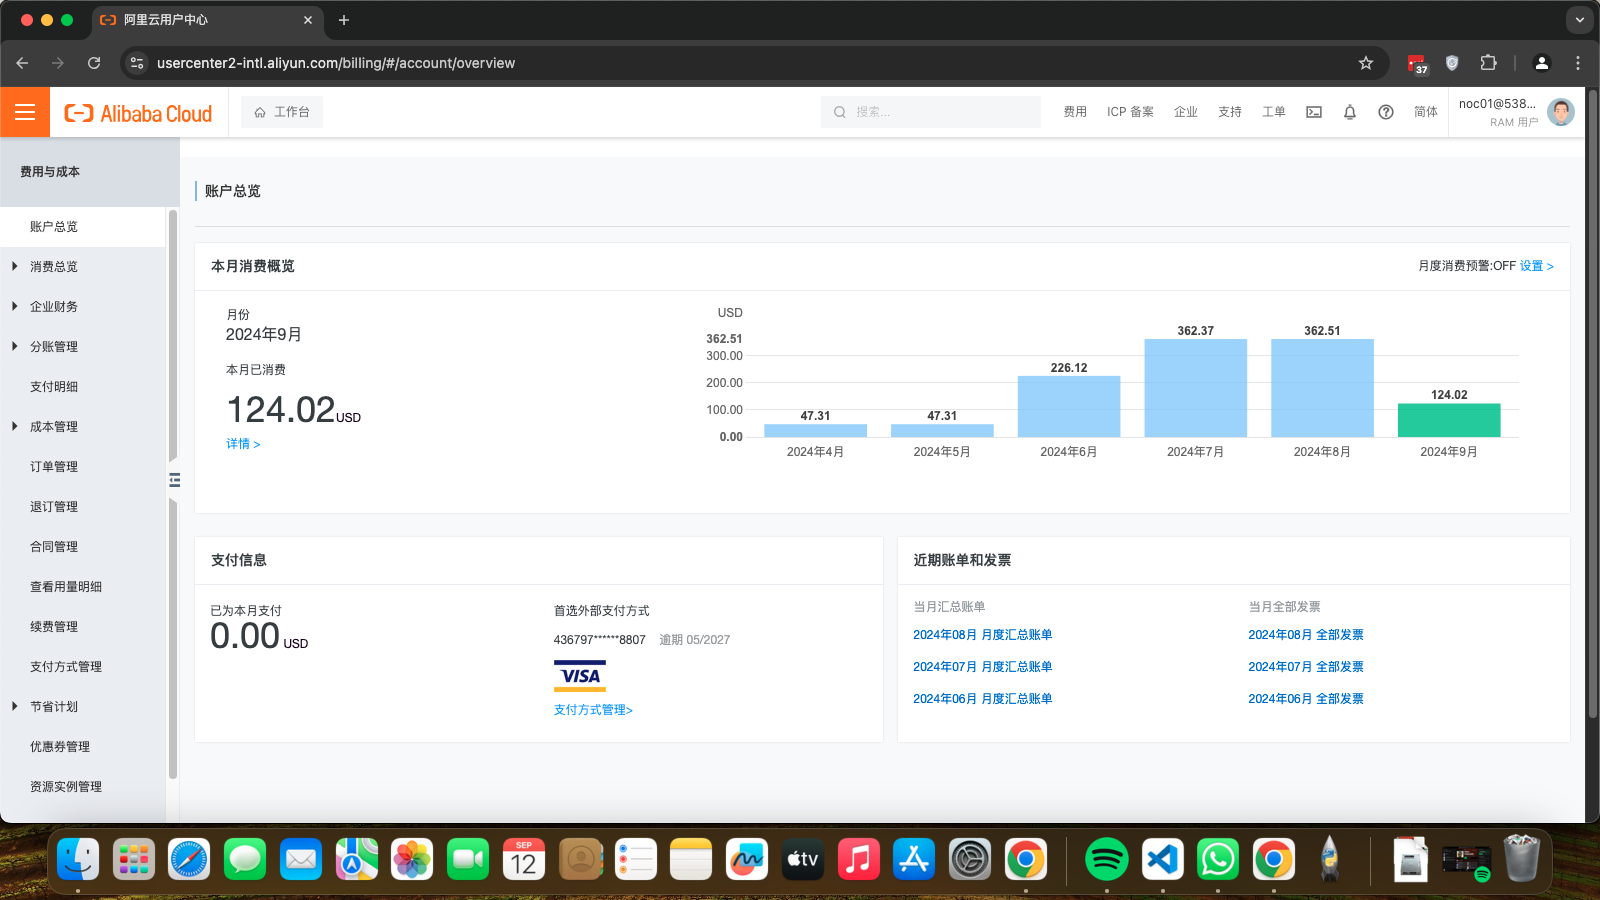 阿里云用户中心
usercenter2-intl.aliyun.com/billing/#/account/overview
37
Alibaba Cloud
工作台
搜索...
费用
ICP 备案
企业
支持
工单
简体
noc01@538...
RAM 用户
费用与成本
账户总览
消费总览
企业财务
分账管理
支付明细
成本管理
订单管理
退订管理
合同管理
查看用量明细
续费管理
支付方式管理
节省计划
优惠券管理
资源实例管理
账户总览
本月消费概览
月度消费预警:OFF 设置 >
月份
2024年9月
本月已消费
124.02USD
详情 >
USD
362.51
300.00
200.00
100.00
0.00
47.31
47.31
226.12
362.37
362.51
124.02
2024年4月
2024年5月
2024年6月
2024年7月
2024年8月
2024年9月
支付信息
已为本月支付
0.00 USD
首选外部支付方式
436797******8807 逾期 05/2027
VISA
支付方式管理>
近期账单和发票
当月汇总账单
2024年08月 月度汇总账单
2024年07月 月度汇总账单
2024年06月 月度汇总账单
当月全部发票
2024年08月 全部发票
2024年07月 全部发票
2024年06月 全部发票
SEP
12
tv